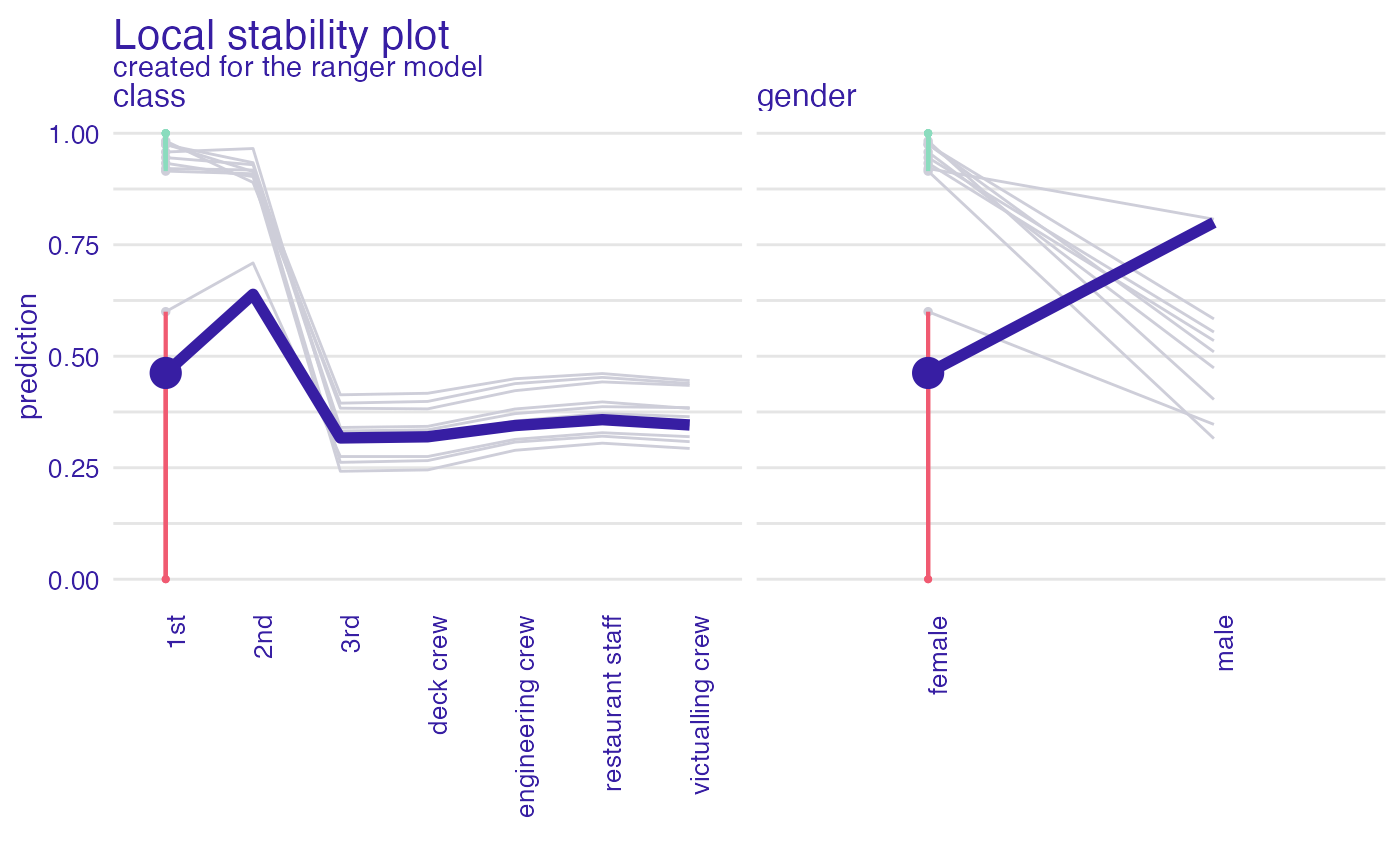 Local stability plot
created for the ranger model
class
gender
prediction
1.00
0.75
0.50
0.25
0.00
1st
2nd
3rd
deck crew
engineering crew
restaurant staff
victualling crew
female
male